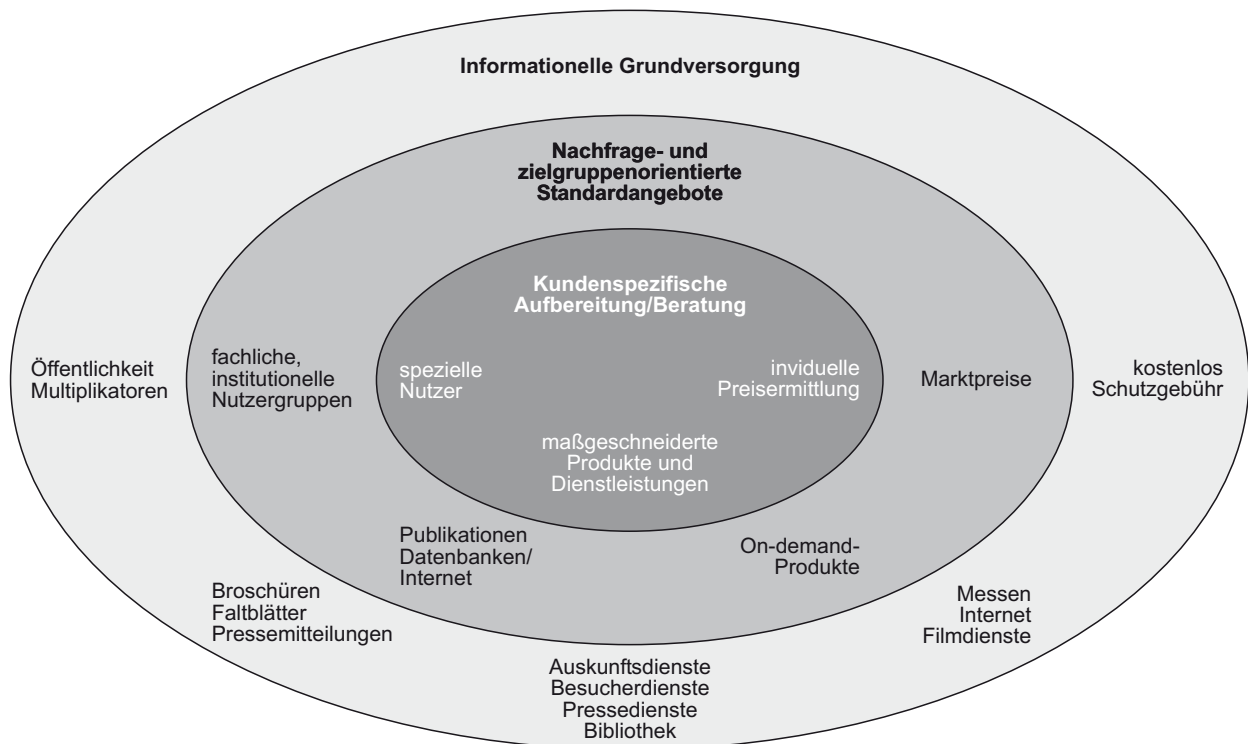 Informationelle Grundversorgung
Nachfrage- und
zielgruppenorientierte
Standardangebote
Kundenspezifische
Aufbereitung/Beratung
Öffentlichkeit
Multiplikatoren
fachliche,
institutionelle
Nutzergruppen
spezielle
Nutzer
inviduelle
Preisermittlung
Marktpreise
kostenlos
Schutzgebühr
maßgeschneiderte
Produkte und
Dienstleistungen
Publikationen
Datenbanken/
Internet
On-demand-
Produkte
Broschüren
Faltblätter
Pressemitteilungen
Messen
Internet
Filmdienste
Auskunftsdienste
Besucherdienste
Pressedienste
Bibliothek